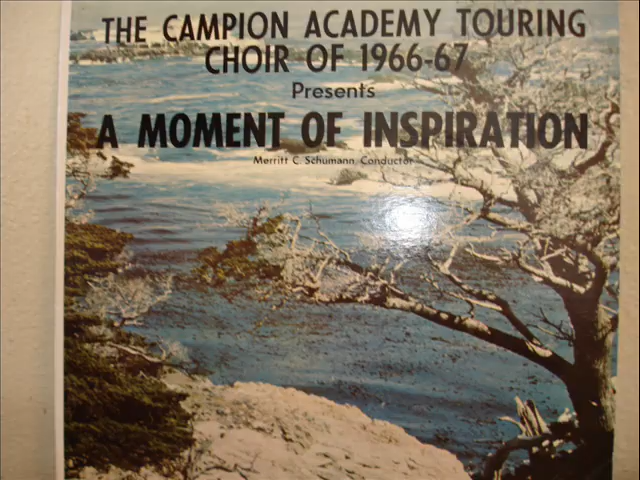 THE CAMPION ACADEMY TOURING
CHOIR OF 1966-67
Presents
A MOMENT OF INSPIRATION
Merritt C. Schumann, Conductor